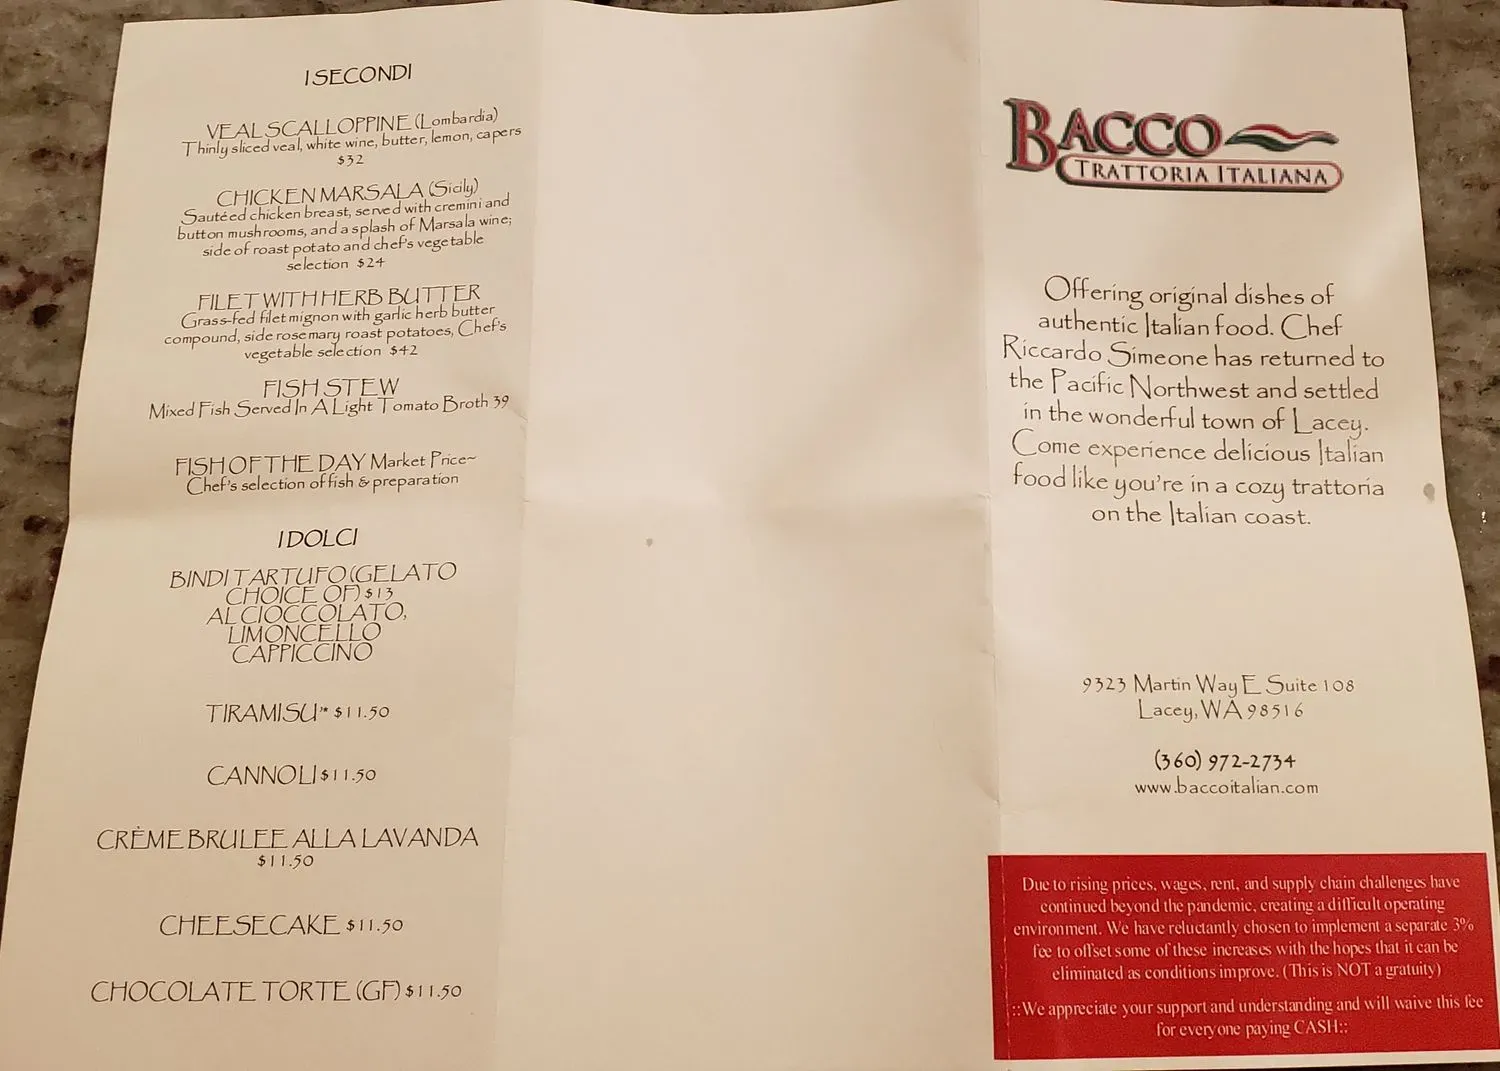 I SECONDI
VEAL SCALLOPPINE (Lombardia)
Thinly sliced veal, white wine, butter, lemon, capers
$32
CHICKEN MARSALA (Sicily)
Sautéed chicken breast, served with cremini and
button mushrooms, and a splash of Marsala wine;
side of roast potato and chef's vegetable
selection $24
FILET WITH HERB BUTTER
Grass-fed filet mignon with garlic herb butter
compound, side rosemary roast potatoes, Chef's
vegetable selection $42
FISH STEW
Mixed Fish Served In A Light Tomato Broth 39
FISH OF THE DAY Market Price~
Chef's selection of fish & preparation
I DOLCI
BINDI TARTUFO (GELATO
CHOICE OF) $13
AL CIOCCOLATO,
LIMONCELLO
CAPPICCINO
TIRAMISU'* $11.50
CANNOLI $11.50
CRÈME BRULEE ALLA LAVANDA
$11.50
CHEESECAKE $11.50
CHOCOLATE TORTE (GF) $11.50
BACCO
TRATTORIA ITALIANA
Offering original dishes of
authentic Italian food. Chef
Riccardo Simeone has returned to
the Pacific Northwest and settled
in the wonderful town of Lacey.
Come experience delicious Italian
food like you're in a cozy trattoria
on the Italian coast.
9323 Martin Way E Suite 108
Lacey, WA 98516
(360) 972-2734
www.baccoitalian.com
Due to rising prices, wages, rent, and supply chain challenges have
continued beyond the pandemic, creating a difficult operating
environment. We have reluctantly chosen to implement a separate 3%
fee to offset some of these increases with the hopes that it can be
eliminated as conditions improve. (This is NOT a gratuity)
::We appreciate your support and understanding and will waive this fee
for everyone paying CASH::